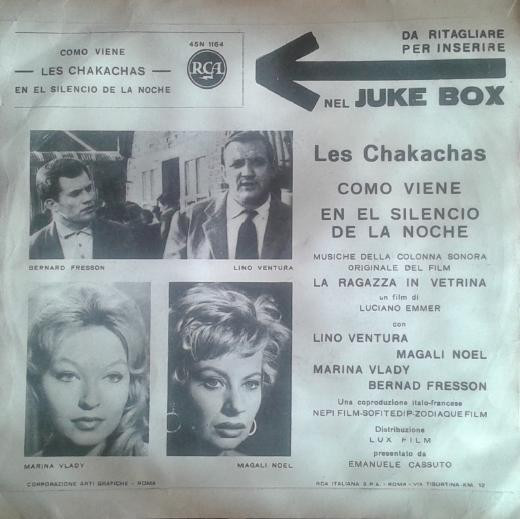 COMO VIENE
— LES CHAKACHAS —
EN EL SILENCIO DE LA NOCHE
45N 1164
RCA
DA RITAGLIARE
PER INSERIRE
NEL JUKE BOX
BERNARD FRESSON
LINO VENTURA
MARINA VLADY
MAGALI NOEL
Les Chakachas
COMO VIENE
EN EL SILENCIO
DE LA NOCHE
MUSICHE DELLA COLONNA SONORA
ORIGINALE DEL FILM
LA RAGAZZA IN VETRINA
un film di
LUCIANO EMMER
con
LINO VENTURA
MAGALI NOEL
MARINA VLADY
BERNAD FRESSON
Una coproduzione italo-francese
NEPI FILM-SOFITEDIP-ZODIAQUE FILM
Distribuzione
LUX FILM
presentato da
EMANUELE CASSUTO
CORPORAZIONE ARTI GRAFICHE - ROMA
RCA ITALIANA S.P.A. - ROMA - VIA TIBURTINA - KM. 12